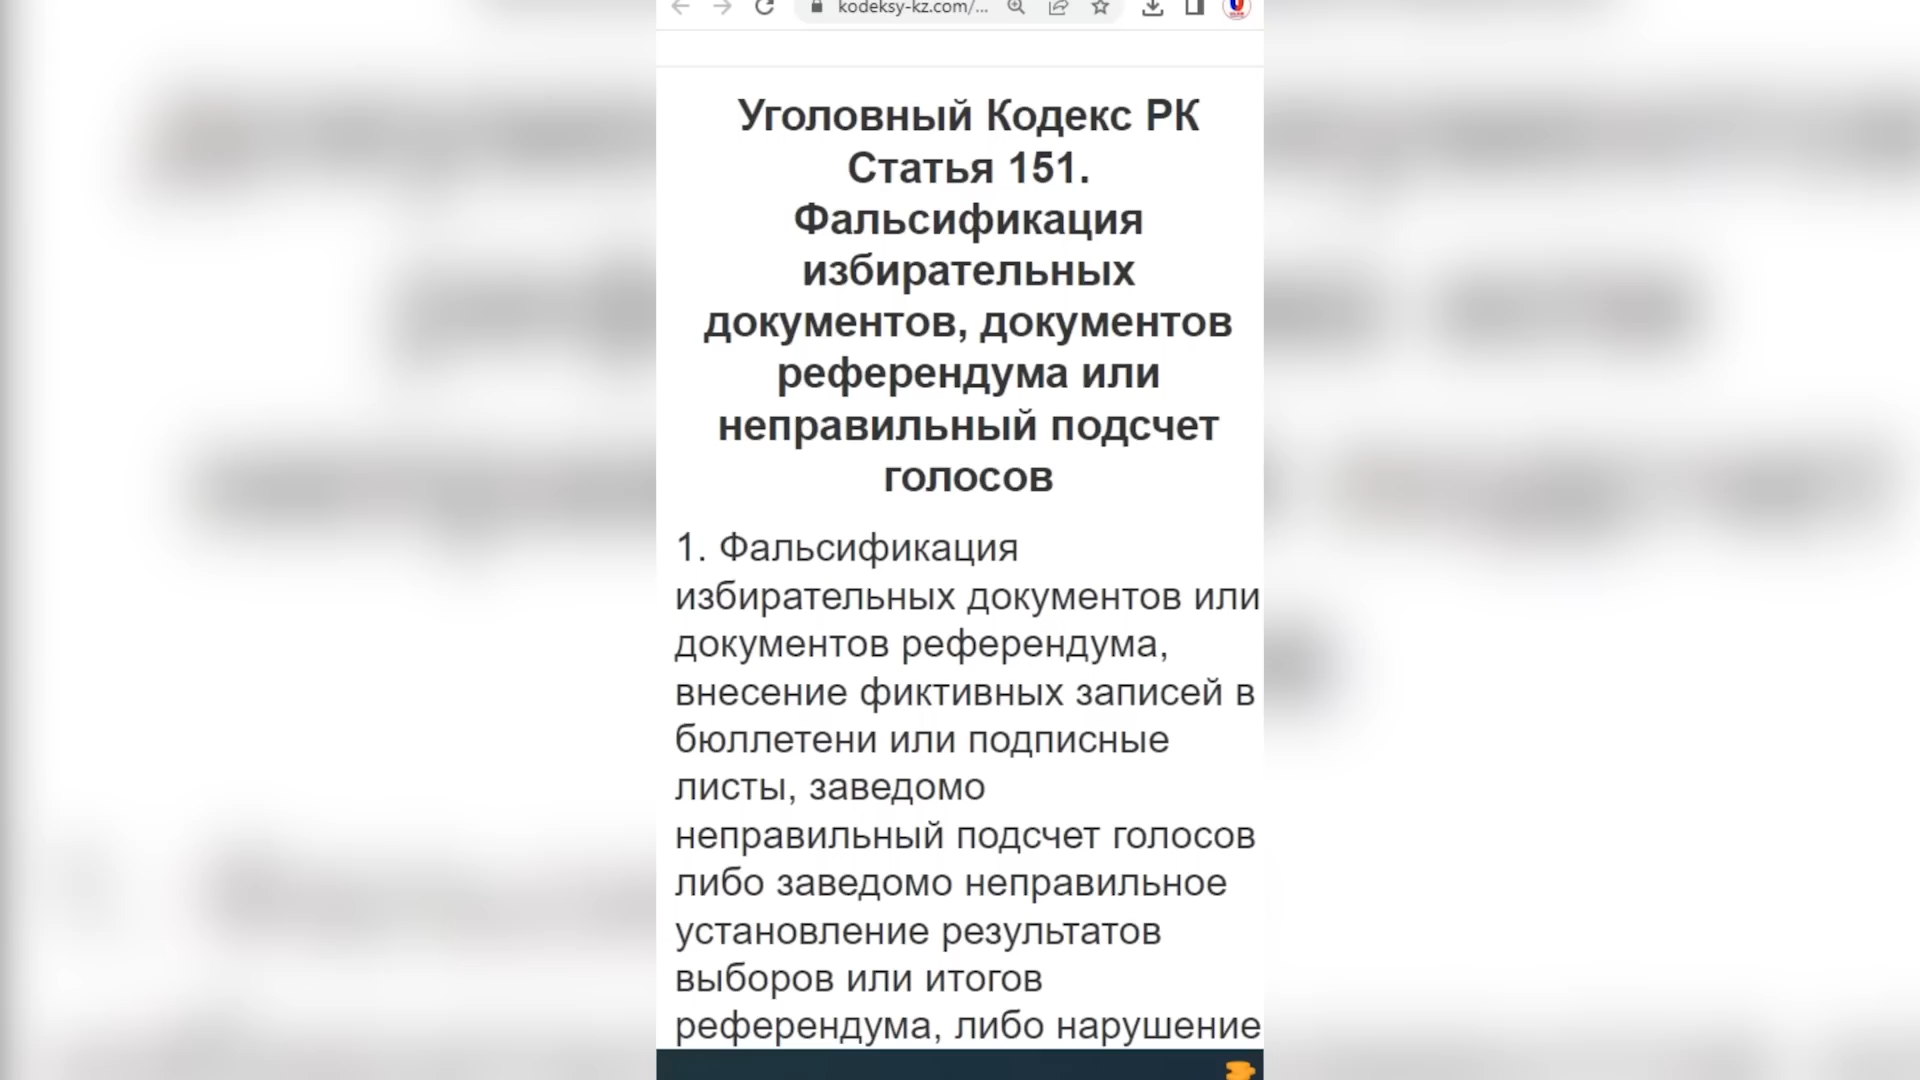 kodeksy-kz.com/...
Уголовный Кодекс РК
Статья 151.
Фальсификация
избирательных
документов, документов
референдума или
неправильный подсчет
голосов
1. Фальсификация
избирательных документов или
документов референдума,
внесение фиктивных записей в
бюллетени или подписные
листы, заведомо
неправильный подсчет голосов
либо заведомо неправильное
установление результатов
выборов или итогов
референдума, либо нарушение